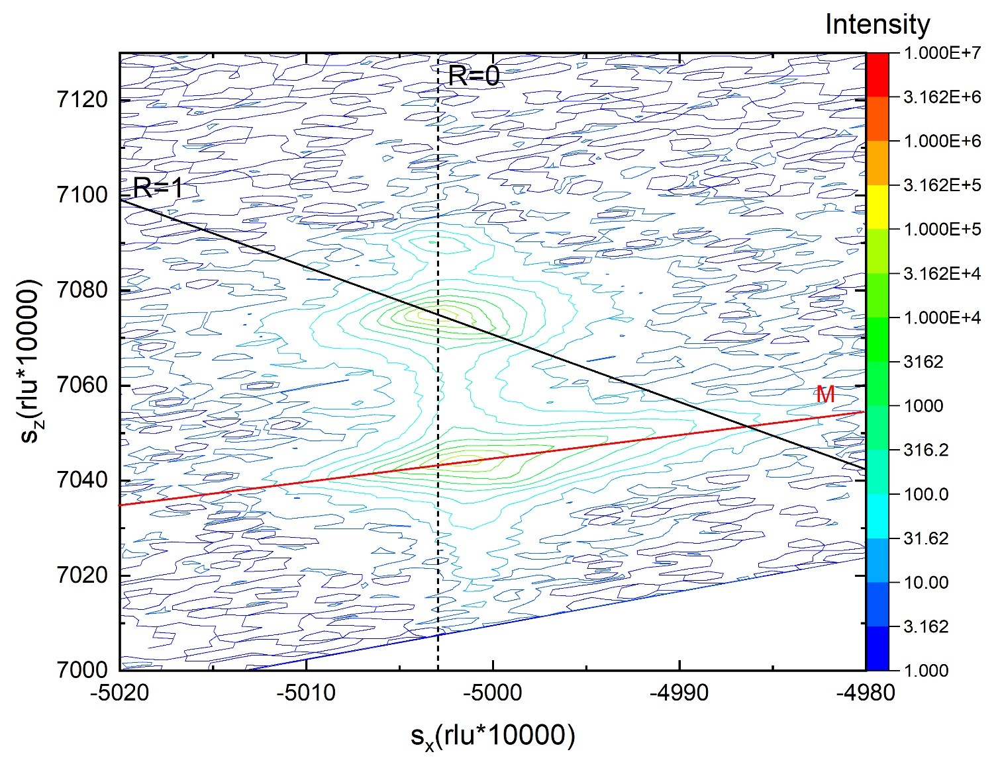 Intensity
1.000E+7
3.162E+6
1.000E+6
3.162E+5
1.000E+5
3.162E+4
1.000E+4
3162
1000
316.2
100.0
31.62
10.00
3.162
1.000
R=0
R=1
M
7120
7100
7080
7060
7040
7020
7000
sz(rlu*10000)
-5020 -5010 -5000 -4990 -4980
sx(rlu*10000)